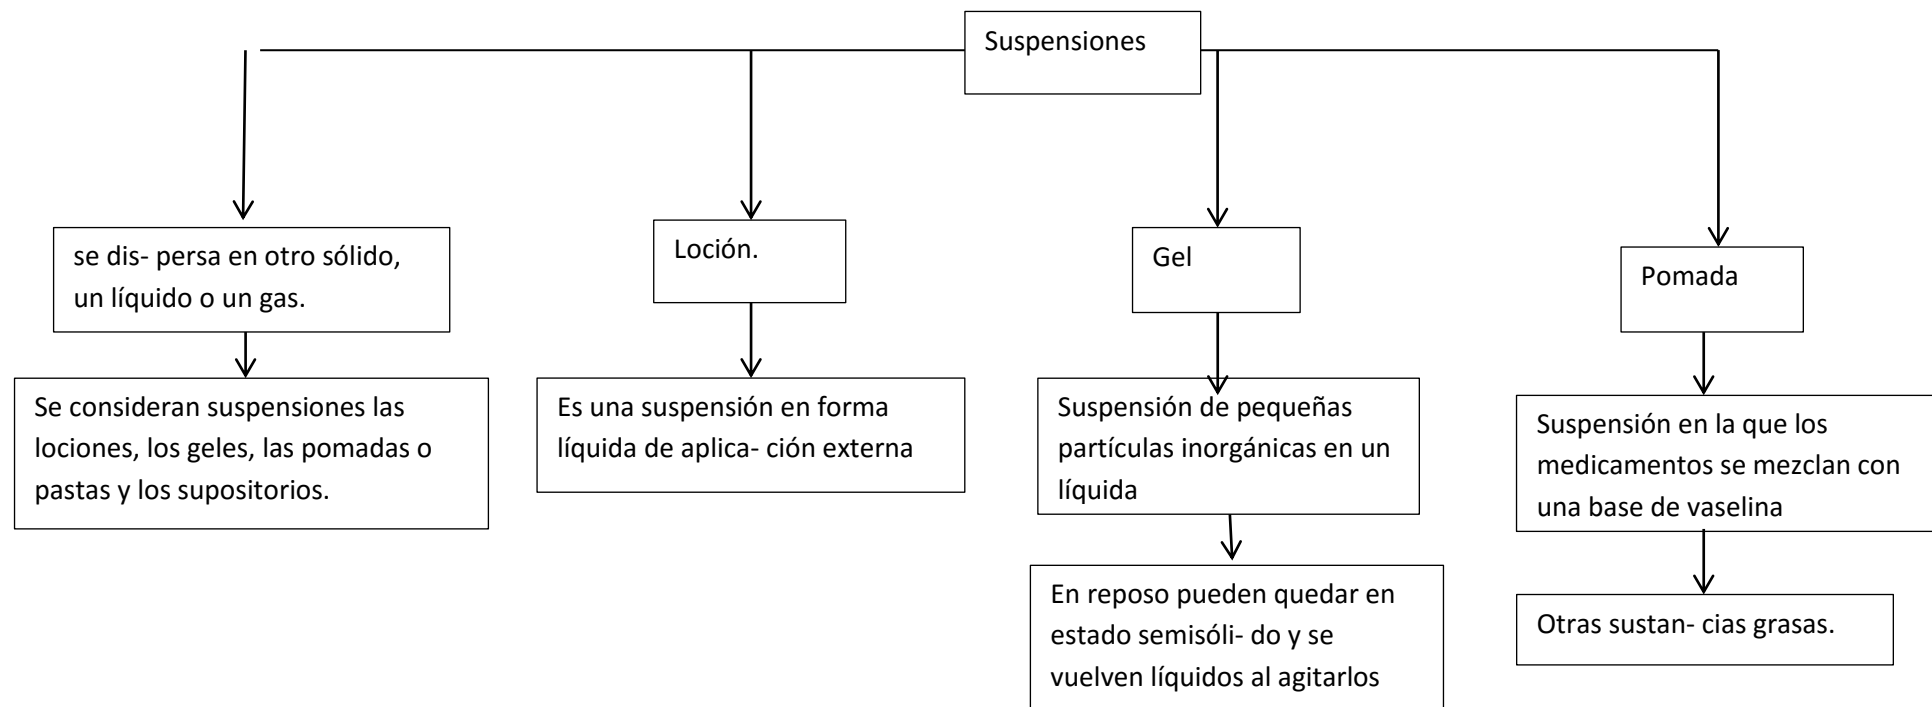 Suspensiones
se dis- persa en otro sólido,
un líquido o un gas.
Se consideran suspensiones las
lociones, los geles, las pomadas o
pastas y los supositorios.
Loción.
Es una suspensión en forma
líquida de aplica- ción externa
Gel
Suspensión de pequeñas
partículas inorgánicas en un
líquida
En reposo pueden quedar en
estado semisóli- do y se
vuelven líquidos al agitarlos
Pomada
Suspensión en la que los
medicamentos se mezclan con
una base de vaselina
Otras sustan- cias grasas.